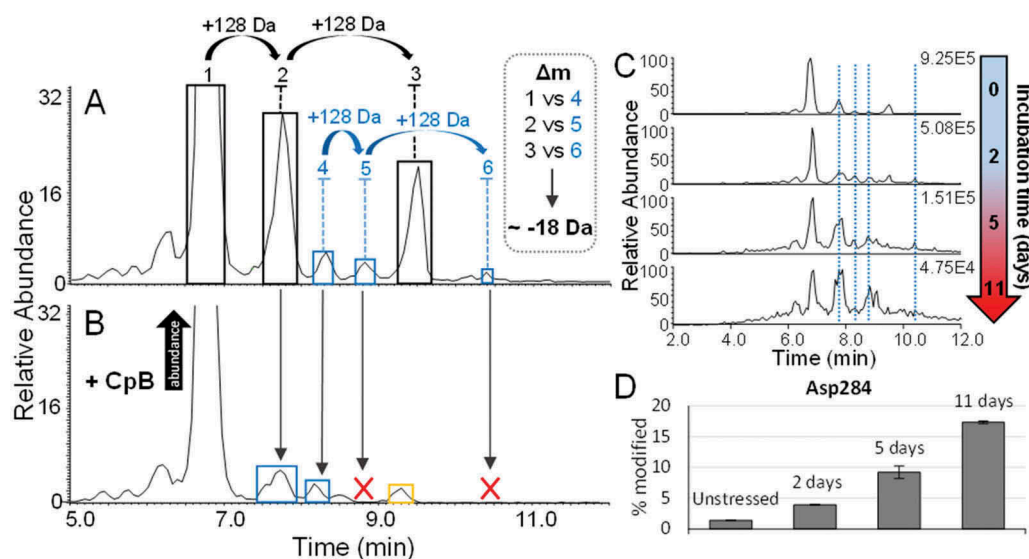 A
+128 Da
+128 Da
1
2
3
+128 Da
+128 Da
4
5
6
Δm
1 vs 4
2 vs 5
3 vs 6
~ -18 Da
Relative Abundance
32
16
0
B
+ CpB
abundance
Relative Abundance
32
16
0
5.0 7.0 9.0 11.0
Time (min)
C
Relative Abundance
100
50
0
9.25E5
100
50
0
5.08E5
100
50
0
1.51E5
100
50
0
4.75E4
2.0 4.0 6.0 8.0 10.0 12.0
Time (min)
0
2
5
11
Incubation time (days)
D
Asp284
% modified
20
15
10
5
0
Unstressed
2 days
5 days
11 days